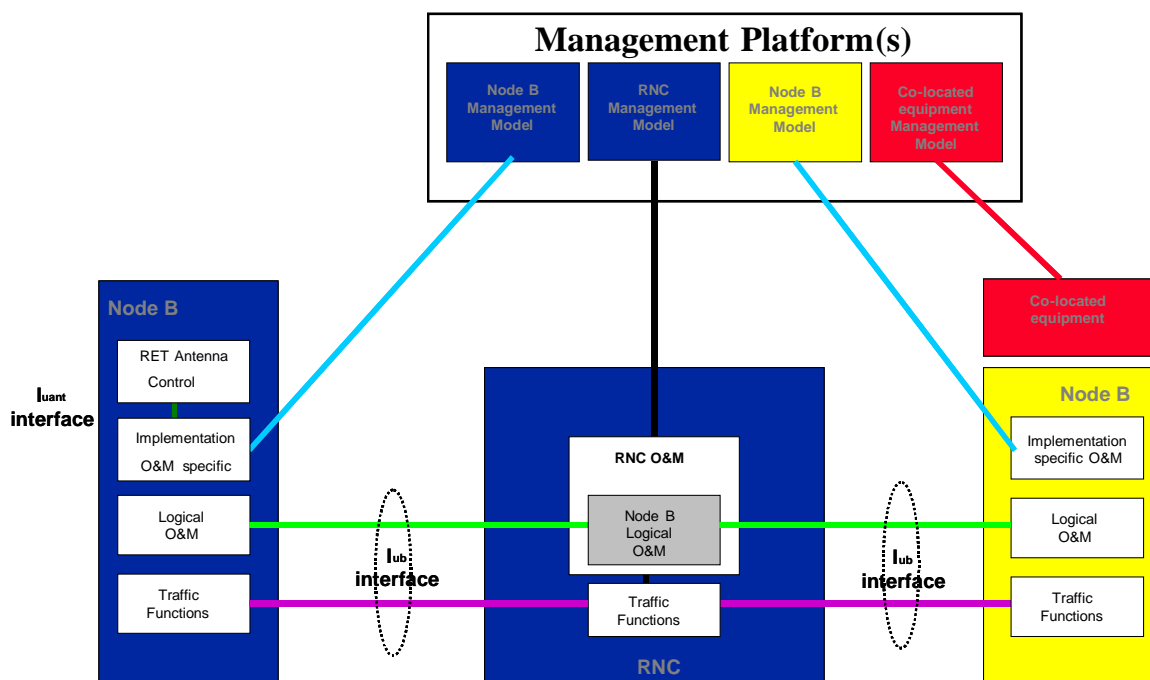 Management Platform(s)
Node B
Management
Model
RNC
Management
Model
Node B
Management
Model
Co-located
equipment
Management
Model
Node B
RET Antenna
Control
Iuant
interface
Implementation
O&M specific
Logical
O&M
Traffic
Functions
Iub
interface
RNC O&M
Node B
Logical
O&M
Traffic
Functions
RNC
Iub
interface
Co-located
equipment
Node B
Implementation
specific O&M
Logical
O&M
Traffic
Functions